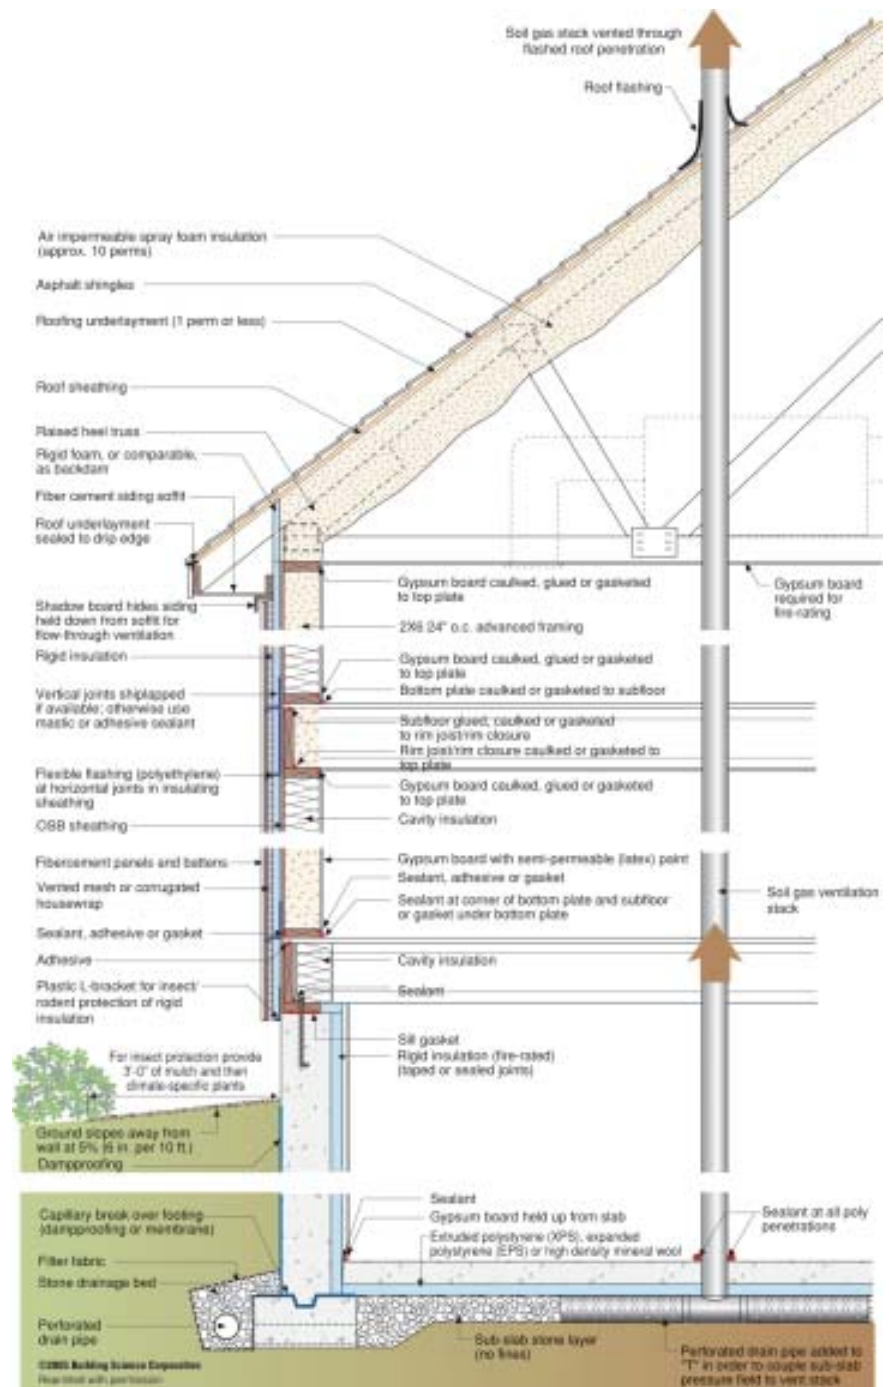 Soil gas stack vented through
flashed roof penetration
Roof flashing
Air impermeable spray foam insulation
(approx. 10 perms)
Asphalt shingles
Roofing underlayment (1 perm or less)
Roof sheathing
Raised heel truss
Rigid foam, or comparable,
as backdam
Fiber cement siding soffit
Roof underlayment
sealed to drip edge
Gypsum board caulked, glued or gasketed
to top plate
Gypsum board
required for
fire-rating
Shadow board hides siding
held down from soffit for
flow-through ventilation
2X6 24" o.c. advanced framing
Rigid insulation
Gypsum board caulked, glued or gasketed
to top plate
Vertical joints shiplapped
if available; otherwise use
mastic or adhesive sealant
Bottom plate caulked or gasketed to subfloor
Subfloor glued, caulked or gasketed
to rim joist/rim closure
Rim joist/rim closure caulked or gasketed to
top plate
Flexible flashing (polyethylene)
at horizontal joints in insulating
sheathing
Gypsum board caulked, glued or gasketed
to top plate
OSB sheathing
Cavity insulation
Fibercement panels and battens
Gypsum board with semi-permeable (latex) paint
Vented mesh or corrugated
housewrap
Sealant, adhesive or gasket
Soil gas ventilation
stack
Sealant at corner of bottom plate and subfloor
or gasket under bottom plate
Sealant, adhesive or gasket
Adhesive
Cavity insulation
Plastic L-bracket for insect/
rodent protection of rigid
insulation
Sealant
Sill gasket
For insect protection provide
3'-0" of mulch and then
climate-specific plants
Rigid insulation (fire-rated)
(taped or sealed joints)
Ground slopes away from
wall at 5% (6 in. per 10 ft.)
Dampproofing
Sealant
Capillary break over footing
(dampproofing or membrane)
Gypsum board held up from slab
Sealant at all poly
penetrations
Extruded polystyrene (XPS), expanded
polystyrene (EPS) or high density mineral wool
Filter fabric
Stone drainage bed
Perforated
drain pipe
Sub-slab stone layer
(no fines)
Perforated drain pipe added to
"T" in order to couple sub-slab
pressure field to vent stack
©2005 Building Science Corporation
Reprinted with permission